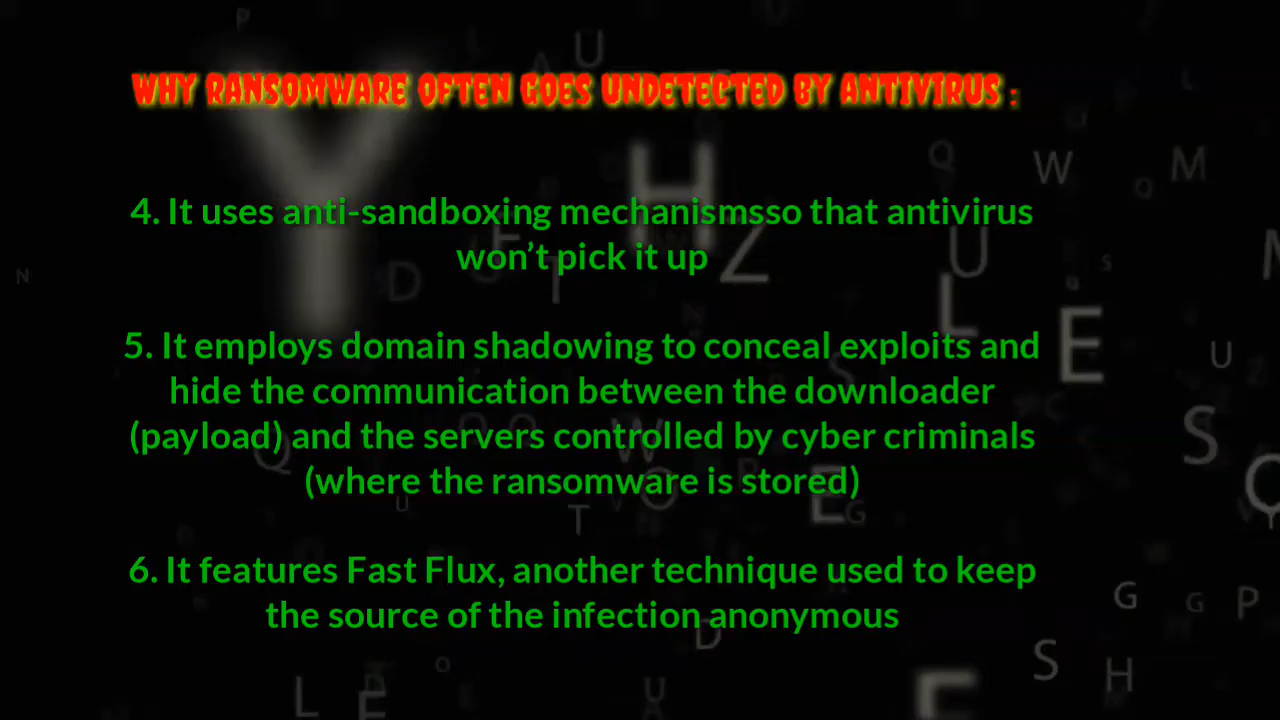 WHY RANSOMWARE OFTEN GOES UNDETECTED BY ANTIVIRUS :
4. It uses anti-sandboxing mechanismsso that antivirus
won’t pick it up
5. It employs domain shadowing to conceal exploits and
hide the communication between the downloader
(payload) and the servers controlled by cyber criminals
(where the ransomware is stored)
6. It features Fast Flux, another technique used to keep
the source of the infection anonymous